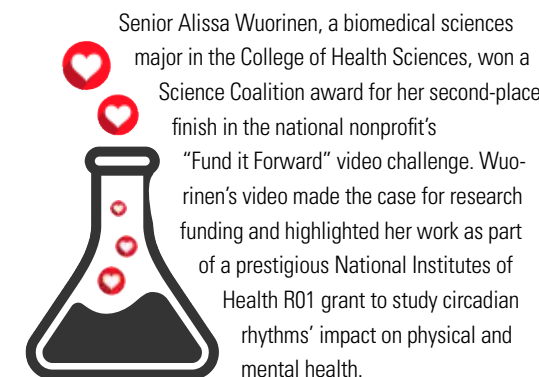 Senior Alissa Wuorinen, a biomedical sciences
major in the College of Health Sciences, won a
Science Coalition award for her second-place
finish in the national nonprofit's
“Fund it Forward” video challenge. Wuo-
rinen's video made the case for research
funding and highlighted her work as part
of a prestigious National Institutes of
Health R01 grant to study circadian
rhythms' impact on physical and
mental health.